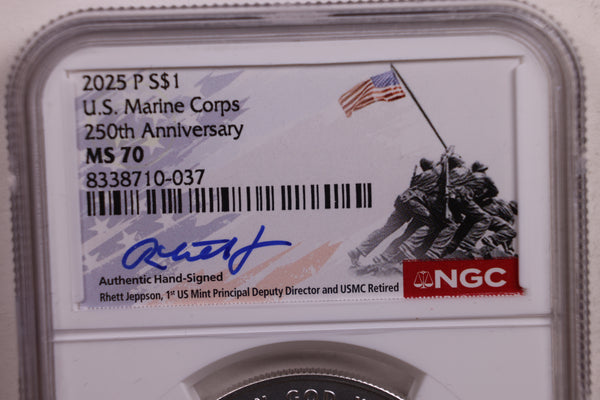 2025 P S$1
U.S. Marine Corps
250th Anniversary
MS 70
8338710-037
Authentic Hand-Signed
Rhett Jeppson, 1st US Mint Principal Deputy Director and USMC Retired
NGC
GOD